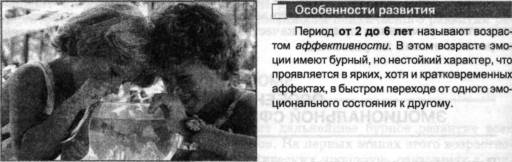 Особенности развития
Период от 2 до 6 лет называют возрас-
том аффективности. В этом возрасте эмо-
ции имеют бурный, но нестойкий характер, что
проявляется в ярких, хотя и кратковременных
аффектах, в быстром переходе от одного эмо-
ционального состояния к другому.